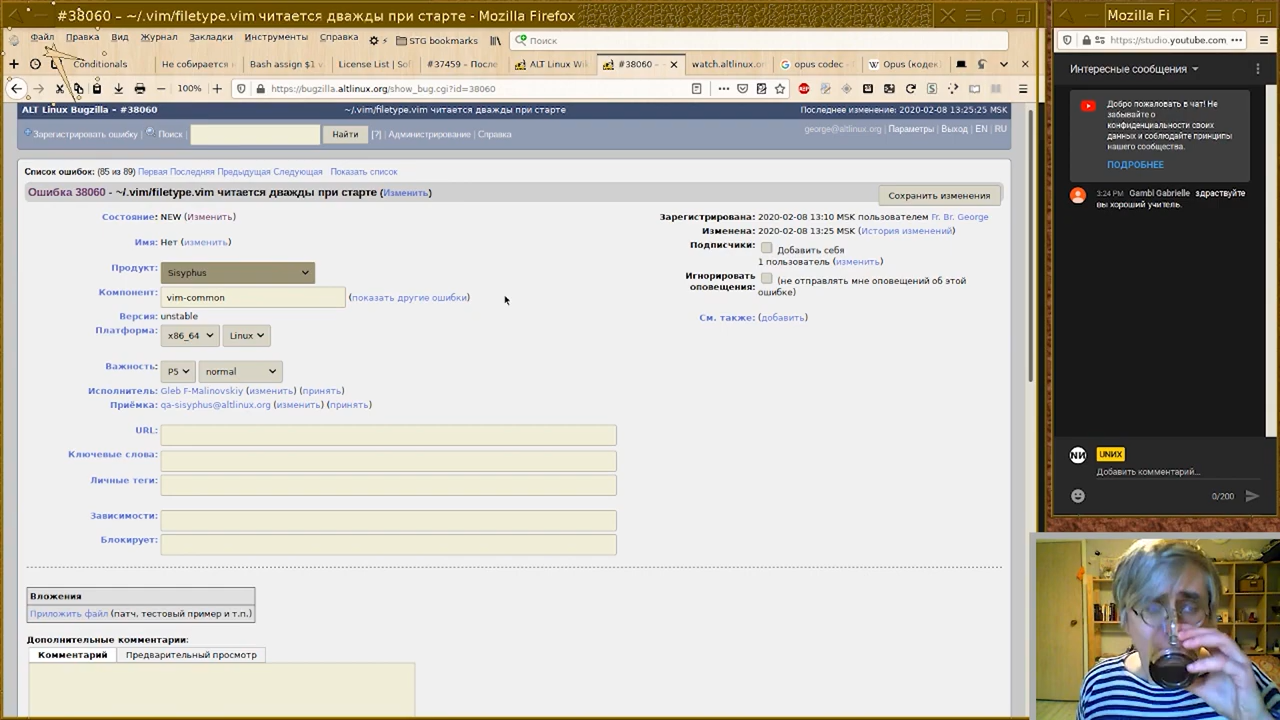 #38060 – ~/.vim/filetype.vim читается дважды при старте - Mozilla Firefox
Файл Правка Вид Журнал Закладки Инструменты Справка
STG bookmarks
Поиск
Conditionals
Не собирается
Bash assign $1
License List | Sof
#37459 – После
ALT Linux Wik
#38060 –
watch.altlinux.or
opus codec -
Opus (кодек)
100%
https://bugzilla.altlinux.org/show_bug.cgi?id=38060
ALT Linux Bugzilla - #38060
~/.vim/filetype.vim читается дважды при старте
Последнее изменение: 2020-02-08 13:25:25 MSK
Зарегистрировать ошибку
Поиск
Найти
[?] | Администрирование | Справка
george@altlinux.org | Параметры | Выход | EN | RU
Список ошибок: (85 из 89) Первая Последняя Предыдущая Следующая Показать список
Ошибка 38060 - ~/.vim/filetype.vim читается дважды при старте (Изменить)
Сохранить изменения
Состояние: NEW (Изменить)
Имя: Нет (изменить)
Продукт: Sisyphus
Компонент: vim-common (показать другие ошибки)
Версия: unstable
Платформа: x86_64 Linux
Важность: P5 normal
Исполнитель: Gleb F-Malinovskiy (изменить) (принять)
Приёмка: qa-sisyphus@altlinux.org (изменить) (принять)
URL:
Ключевые слова:
Личные теги:
Зависимости:
Блокирует:
Зарегистрирована: 2020-02-08 13:10 MSK пользователем Fr. Br. George
Изменена: 2020-02-08 13:25 MSK (История изменений)
Подписчики: Добавить себя
1 пользователь (изменить)
Игнорировать (не отправлять мне оповещений об этой
оповещения: ошибке)
См. также: (добавить)
Вложения
Приложить файл (патч, тестовый пример и т.п.)
Дополнительные комментарии:
Комментарий Предварительный просмотр
Mozilla Fi
https://studio.youtube.com
Интересные сообщения
Добро пожаловать в чат! Не
забывайте о
конфиденциальности своих
данных и соблюдайте принципы
нашего сообщества.
ПОДРОБНЕЕ
3:24 PM Gambl Gabrielle здраствуйте
вы хороший учитель.
UNИX
Добавить комментарий...
0/200